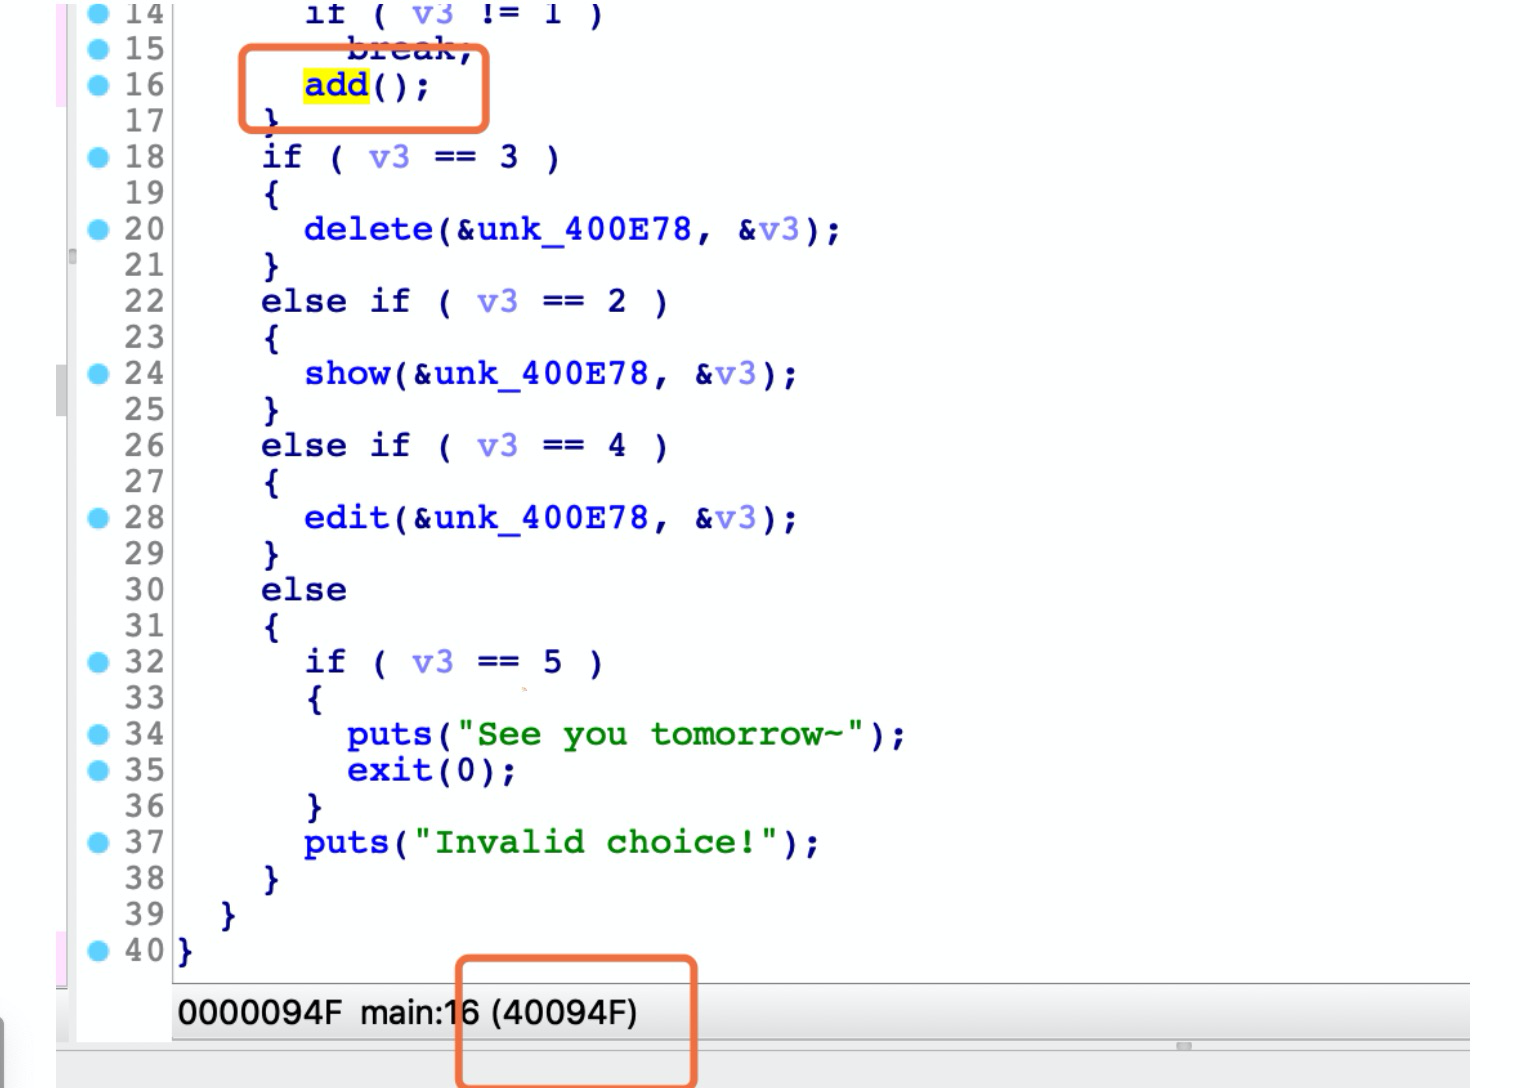 14 if ( v3 != 1 )
15 break;
16 add();
17 }
18 if ( v3 == 3 )
19 {
20 delete(&unk_400E78, &v3);
21 }
22 else if ( v3 == 2 )
23 {
24 show(&unk_400E78, &v3);
25 }
26 else if ( v3 == 4 )
27 {
28 edit(&unk_400E78, &v3);
29 }
30 else
31 {
32 if ( v3 == 5 )
33 {
34 puts("See you tomorrow~");
35 exit(0);
36 }
37 puts("Invalid choice!");
38 }
39 }
40 }
0000094F main:16 (40094F)